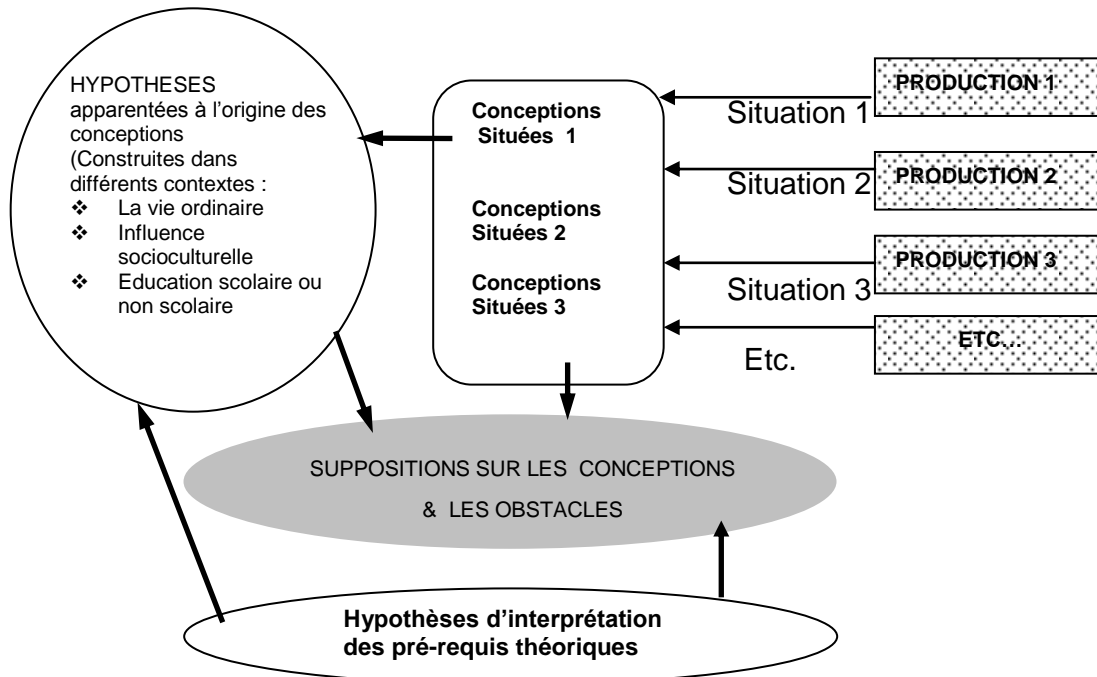 HYPOTHESES
apparentées à l’origine des
conceptions
(Construites dans
différents contextes :
❖ La vie ordinaire
❖ Influence
socioculturelle
❖ Education scolaire ou
non scolaire
Conceptions
Situées 1
Conceptions
Situées 2
Conceptions
Situées 3
Situation 1
Situation 2
Situation 3
Etc.
PRODUCTION 1
PRODUCTION 2
PRODUCTION 3
ETC…
SUPPOSITIONS SUR LES CONCEPTIONS
& LES OBSTACLES
Hypothèses d’interprétation
des pré-requis théoriques